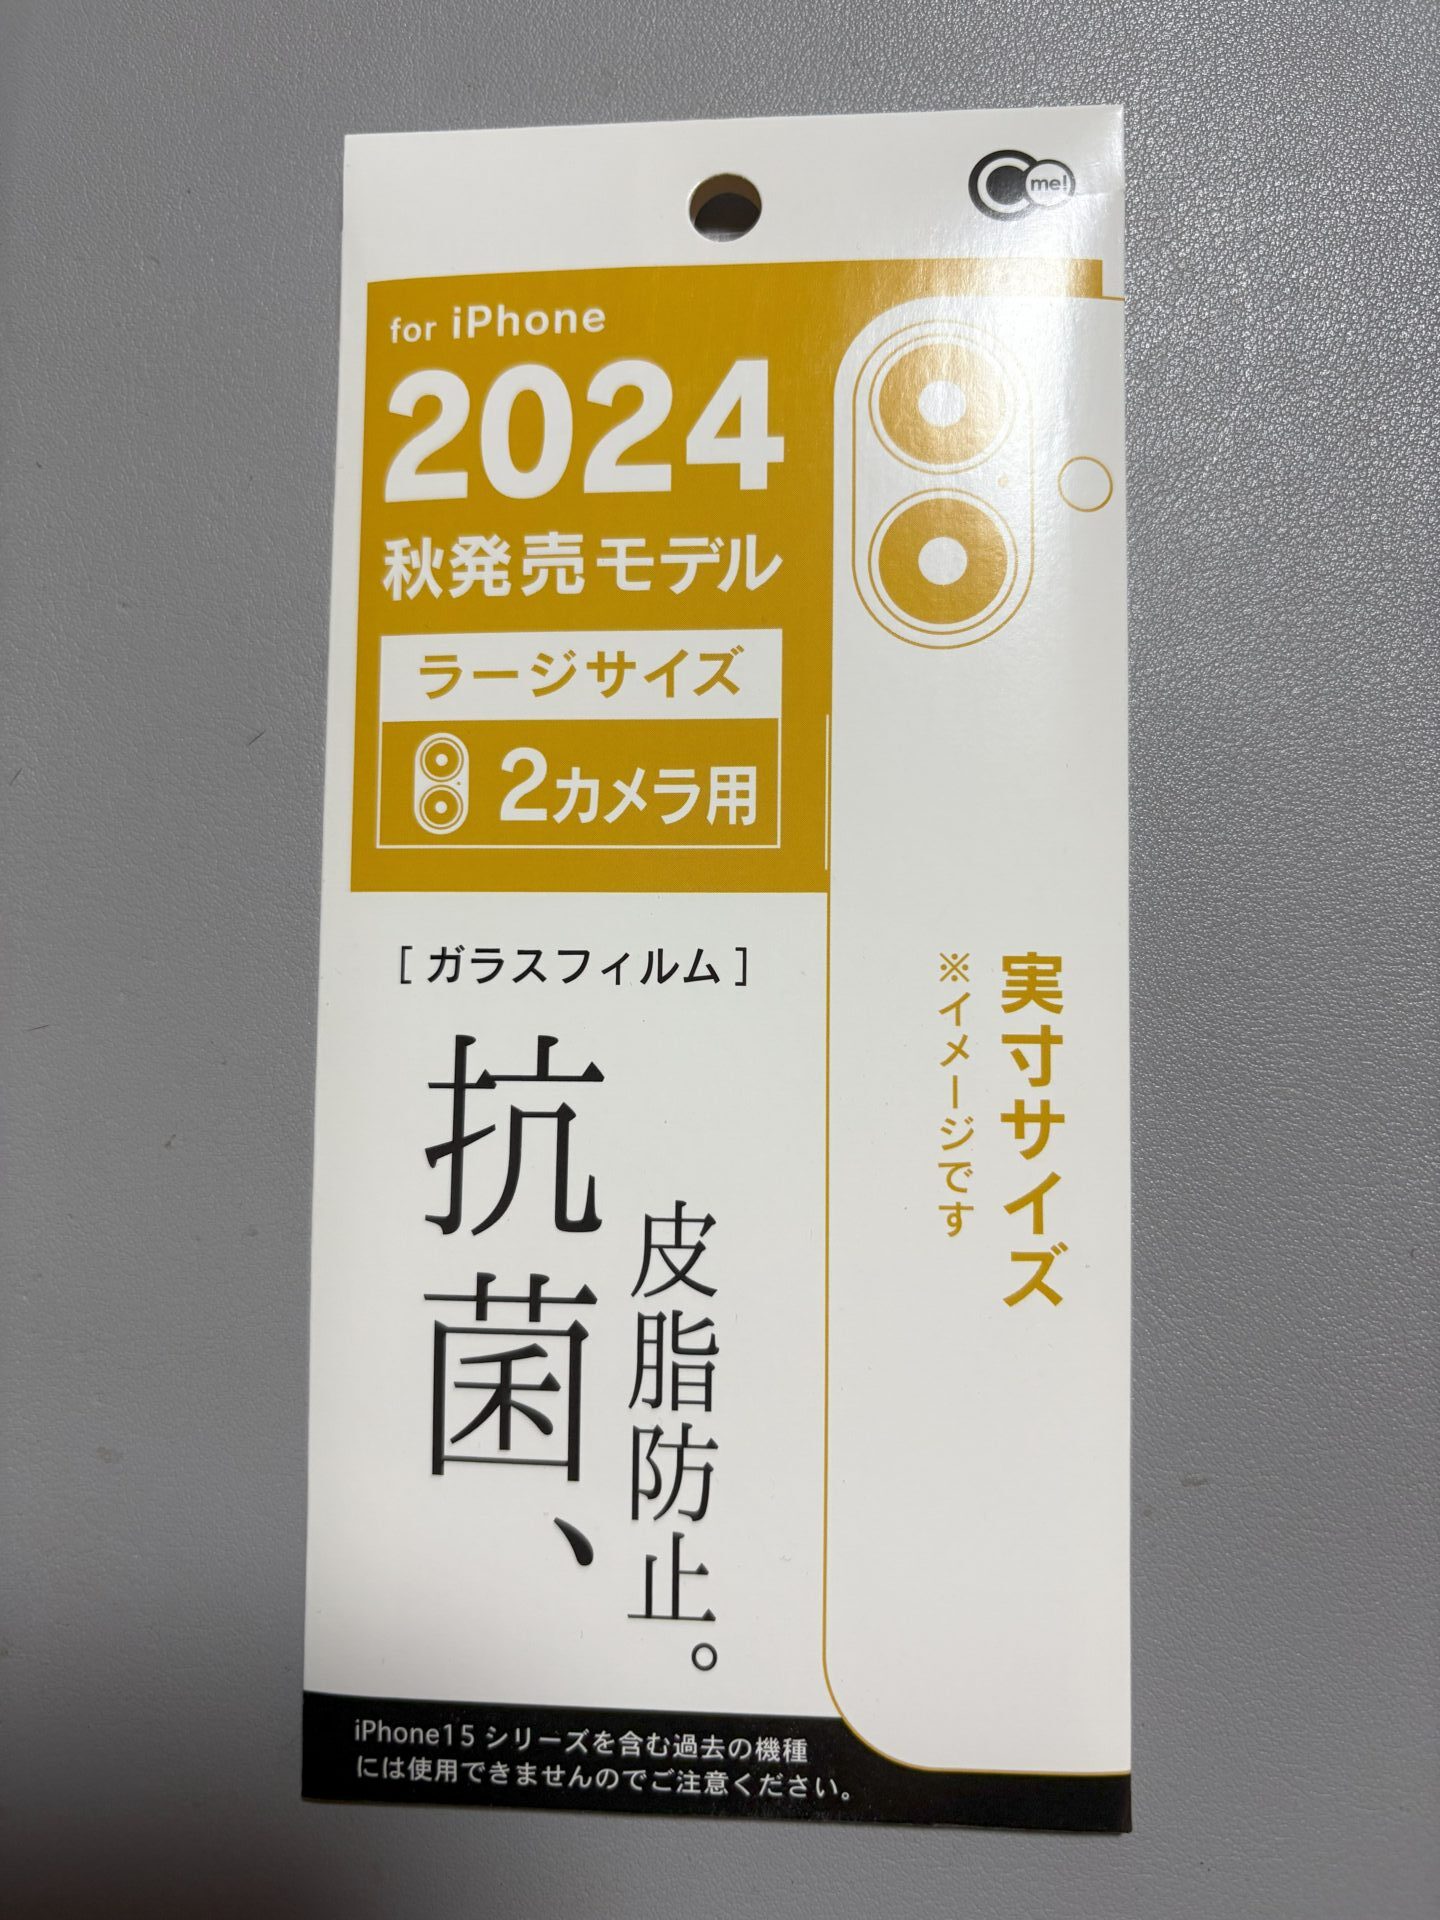 C me!
for iPhone
2024
秋発売モデル
ラージサイズ
2カメラ用
[ガラスフィルム]
抗菌、
皮脂防止。
実寸サイズ
※イメージです
iPhone15 シリーズを含む過去の機種
には使用できませんのでご注意ください。